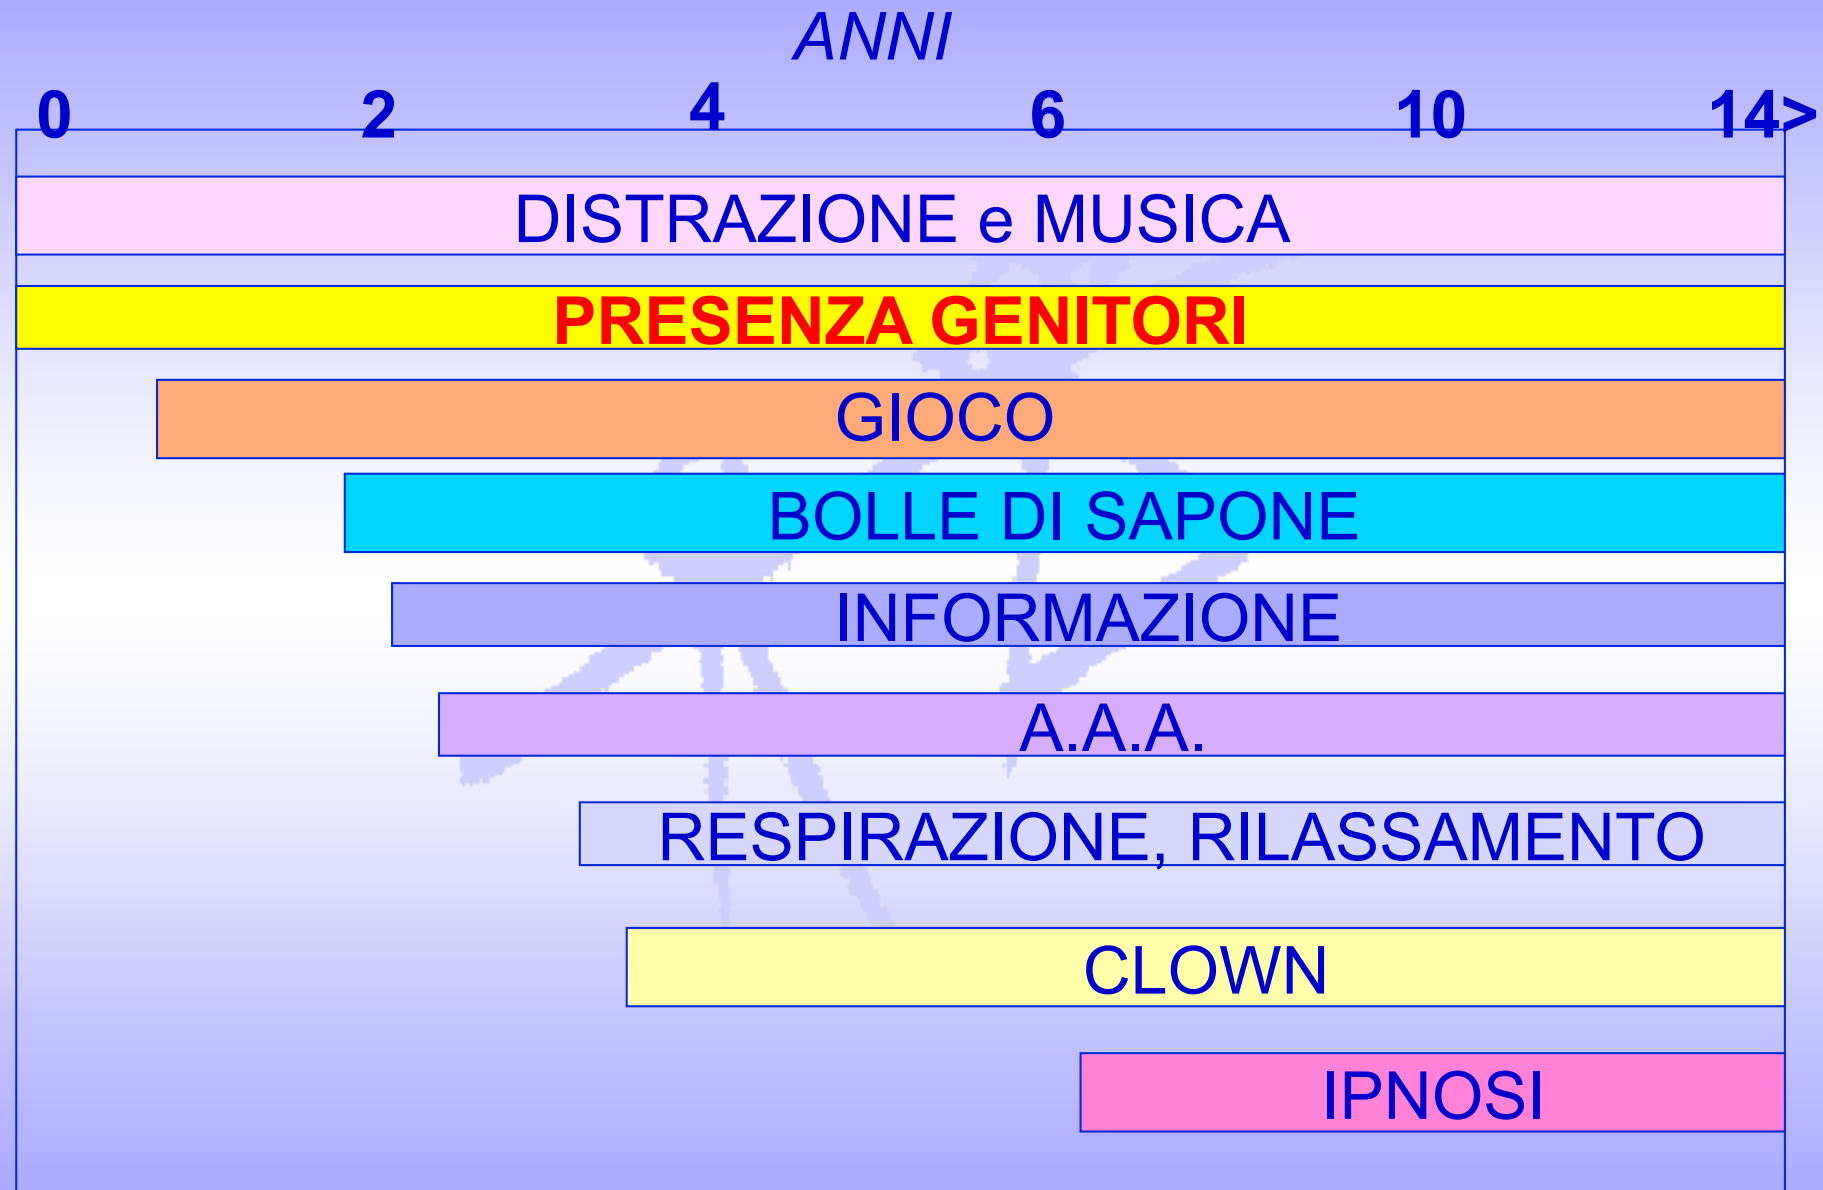 ANNI
0 2 4 6 10 14>
DISTRAZIONE e MUSICA
PRESENZA GENITORI
GIOCO
BOLLE DI SAPONE
INFORMAZIONE
A.A.A.
RESPIRAZIONE, RILASSAMENTO
CLOWN
IPNOSI